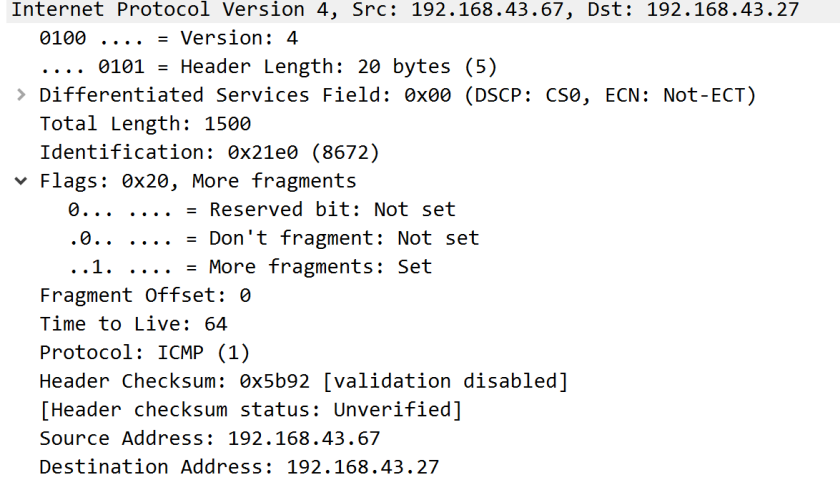 Internet Protocol Version 4, Src: 192.168.43.67, Dst: 192.168.43.27
0100 .... = Version: 4
.... 0101 = Header Length: 20 bytes (5)
Differentiated Services Field: 0x00 (DSCP: CS0, ECN: Not-ECT)
Total Length: 1500
Identification: 0x21e0 (8672)
Flags: 0x20, More fragments
0... .... = Reserved bit: Not set
.0.. .... = Don't fragment: Not set
..1. .... = More fragments: Set
Fragment Offset: 0
Time to Live: 64
Protocol: ICMP (1)
Header Checksum: 0x5b92 [validation disabled]
[Header checksum status: Unverified]
Source Address: 192.168.43.67
Destination Address: 192.168.43.27